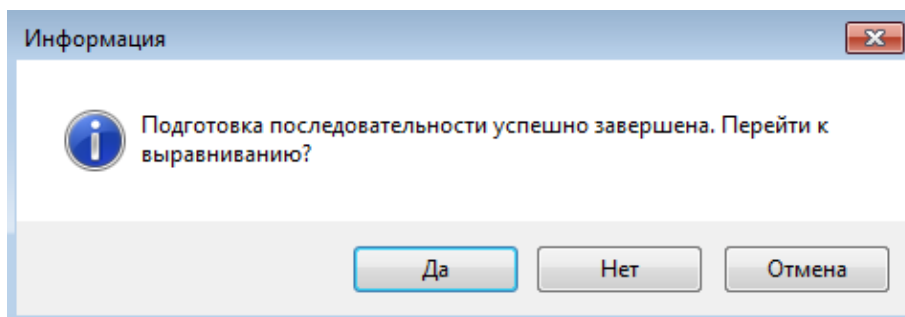 Информация
Подготовка последовательности успешно завершена. Перейти к
выравниванию?
Да
Нет
Отмена